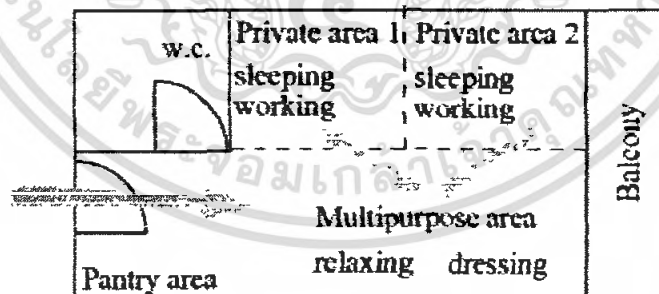 w.c.
Private area 1
sleeping
working
Private area 2
sleeping
working
Balcony
Multipurpose area
relaxing dressing
Pantry area